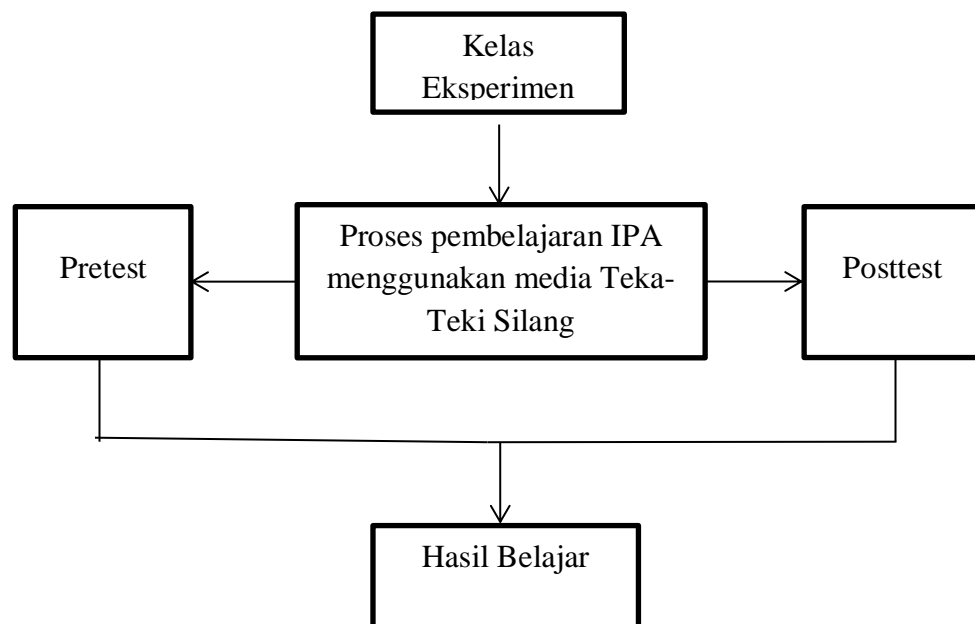 Kelas
Eksperimen
Pretest
Proses pembelajaran IPA
menggunakan media Teka-
Teki Silang
Posttest
Hasil Belajar